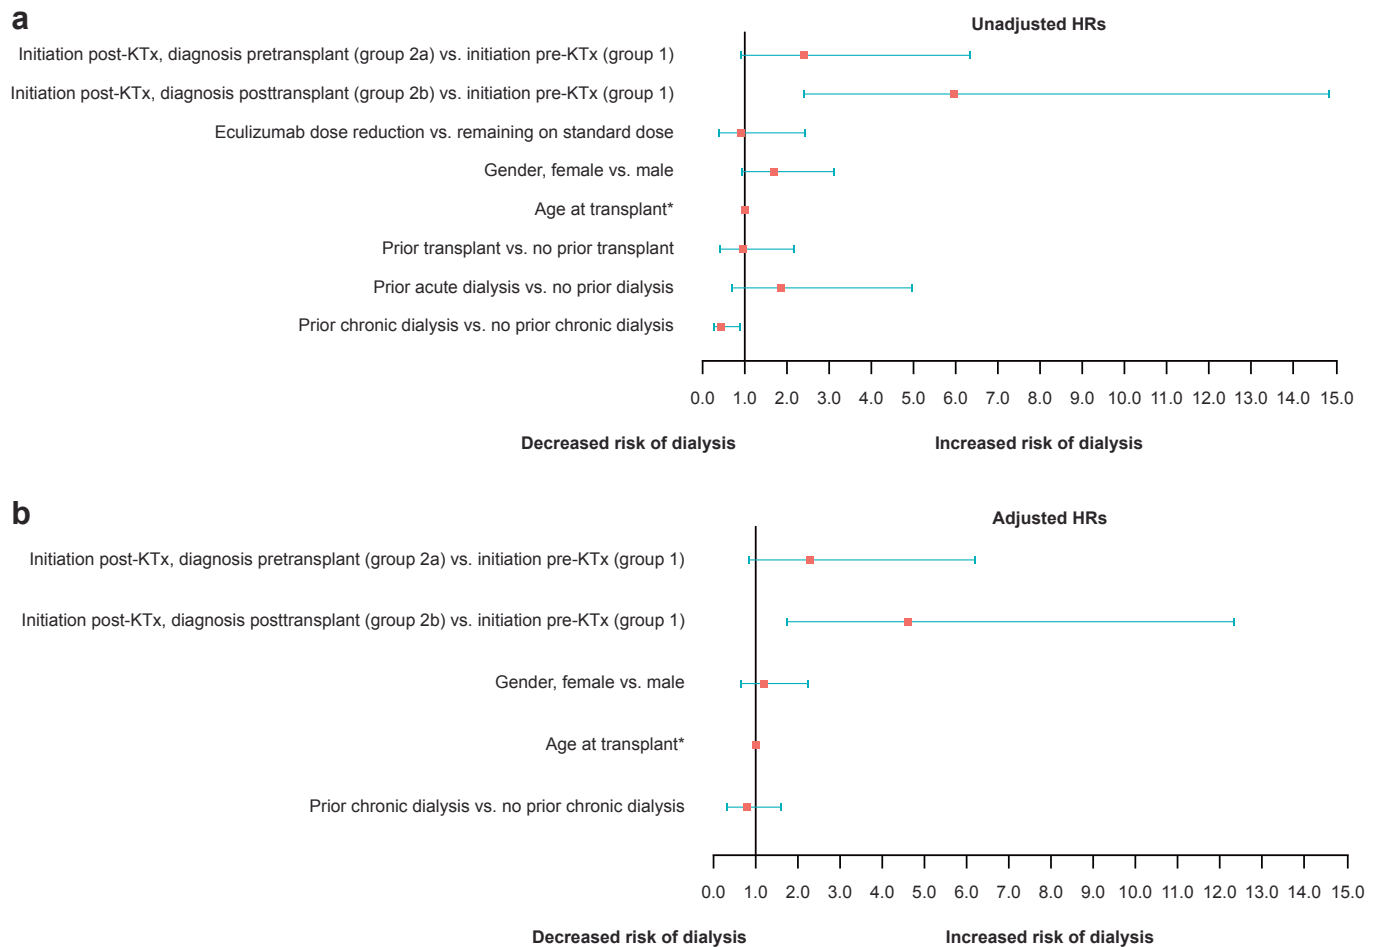 a
Unadjusted HRs
Initiation post-KTx, diagnosis pretransplant (group 2a) vs. initiation pre-KTx (group 1)
Initiation post-KTx, diagnosis posttransplant (group 2b) vs. initiation pre-KTx (group 1)
Eculizumab dose reduction vs. remaining on standard dose
Gender, female vs. male
Age at transplant*
Prior transplant vs. no prior transplant
Prior acute dialysis vs. no prior dialysis
Prior chronic dialysis vs. no prior chronic dialysis
0.0 1.0 2.0 3.0 4.0 5.0 6.0 7.0 8.0 9.0 10.0 11.0 12.0 13.0 14.0 15.0
Decreased risk of dialysis Increased risk of dialysis
b
Adjusted HRs
Initiation post-KTx, diagnosis pretransplant (group 2a) vs. initiation pre-KTx (group 1)
Initiation post-KTx, diagnosis posttransplant (group 2b) vs. initiation pre-KTx (group 1)
Gender, female vs. male
Age at transplant*
Prior chronic dialysis vs. no prior chronic dialysis
0.0 1.0 2.0 3.0 4.0 5.0 6.0 7.0 8.0 9.0 10.0 11.0 12.0 13.0 14.0 15.0
Decreased risk of dialysis Increased risk of dialysis